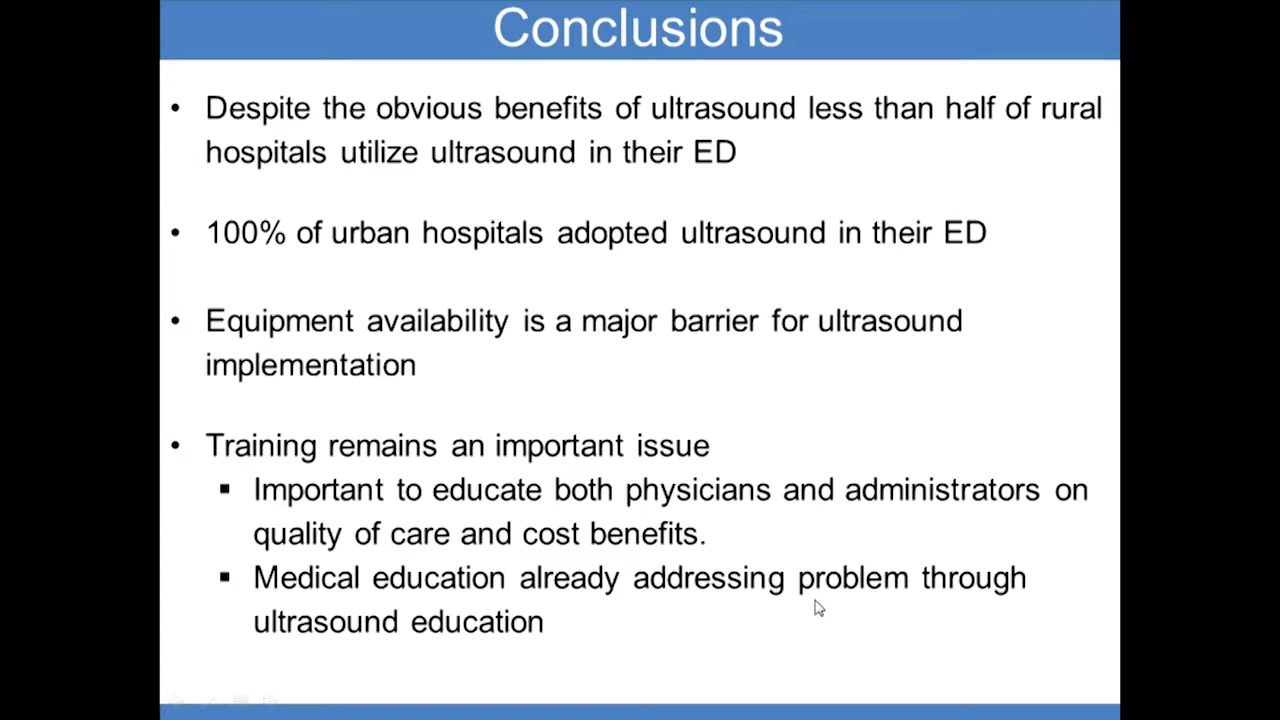 Conclusions
• Despite the obvious benefits of ultrasound less than half of rural
hospitals utilize ultrasound in their ED
• 100% of urban hospitals adopted ultrasound in their ED
• Equipment availability is a major barrier for ultrasound
implementation
• Training remains an important issue
▪ Important to educate both physicians and administrators on
quality of care and cost benefits.
▪ Medical education already addressing problem through
ultrasound education